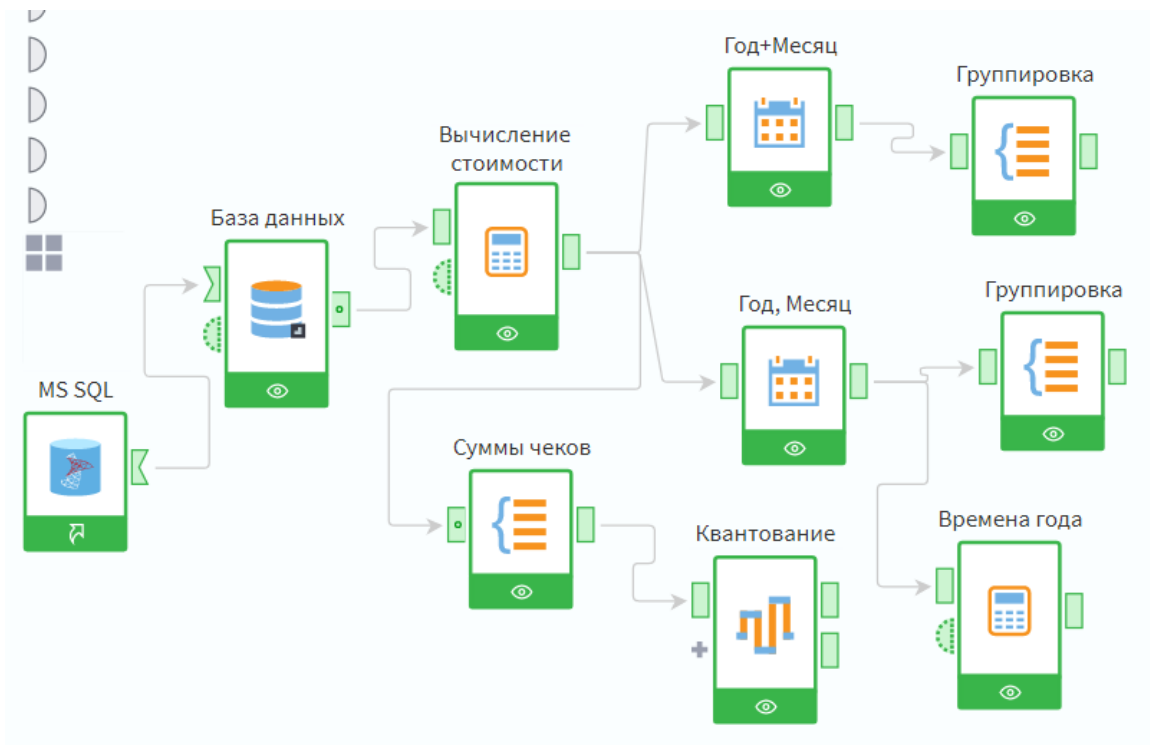 Год+Месяц
Группировка
Вычисление
стоимости
База данных
Год, Месяц
Группировка
MS SQL
Суммы чеков
Квантование
Времена года